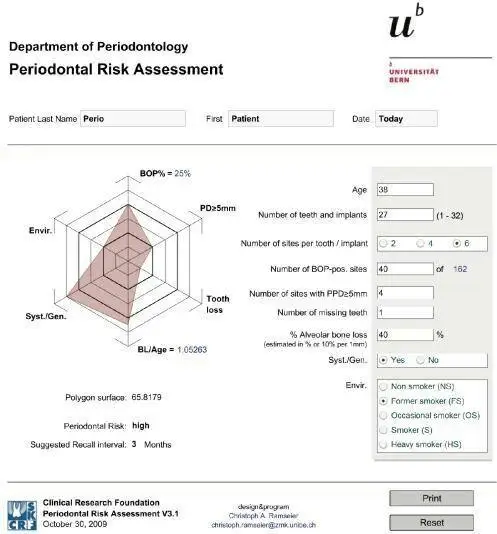 u^b
Department of Periodontology
Periodontal Risk Assessment
b
UNIVERSITÄT
BERN
Patient Last Name Perio First Patient Date Today
BOP% = 25%
PD≥5mm
Envir.
Tooth
loss
Syst./Gen.
BL/Age = 1.05263
Age 38
Number of teeth and implants 27 (1 - 32)
Number of sites per tooth / implant 2 4 6
Number of BOP-pos. sites 40 of 162
Number of sites with PPD≥5mm 4
Number of missing teeth 1
% Alveolar bone loss 40 %
(estimated in % or 10% per 1mm)
Syst./Gen. Yes No
Envir. Non smoker (NS)
Former smoker (FS)
Occasional smoker (OS)
Smoker (S)
Heavy smoker (HS)
Polygon surface: 65.8179
Periodontal Risk: high
Suggested Recall interval: 3 Months
Clinical Research Foundation
Periodontal Risk Assessment V3.1
October 30, 2009
design&program
Christoph A. Ramseier
christoph.ramseier@zmk.unibe.ch
Print
Reset